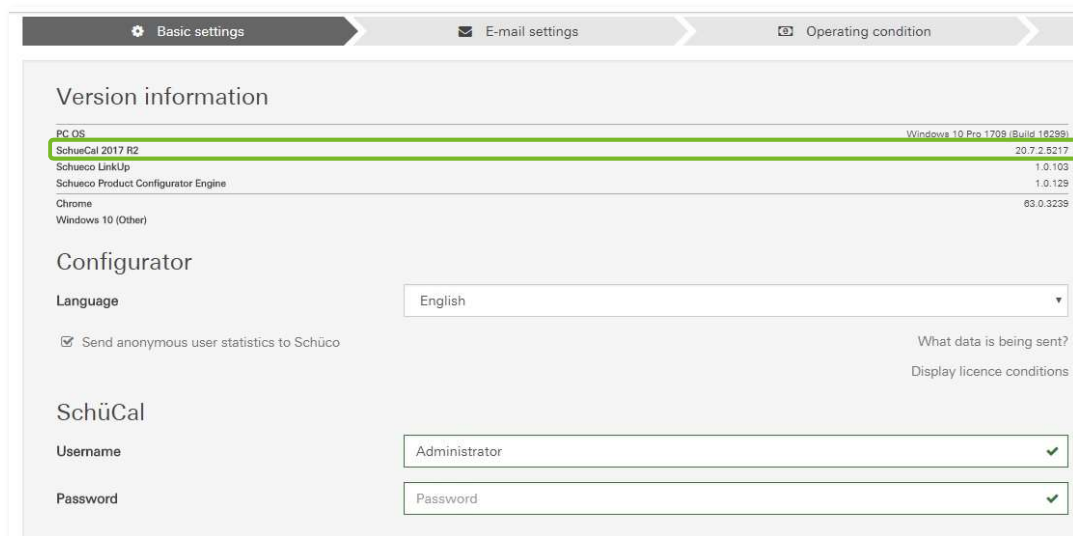 Basic settings
E-mail settings
Operating condition
Version information
PC OS Windows 10 Pro 1709 (Build 16299)
SchueCal 2017 R2 20.7.2.5217
Schueco LinkUp 1.0.103
Schueco Product Configurator Engine 1.0.129
Chrome 63.0.3239
Windows 10 (Other)
Configurator
Language English
Send anonymous user statistics to Schüco What data is being sent?
Display licence conditions
SchüCal
Username Administrator
Password Password